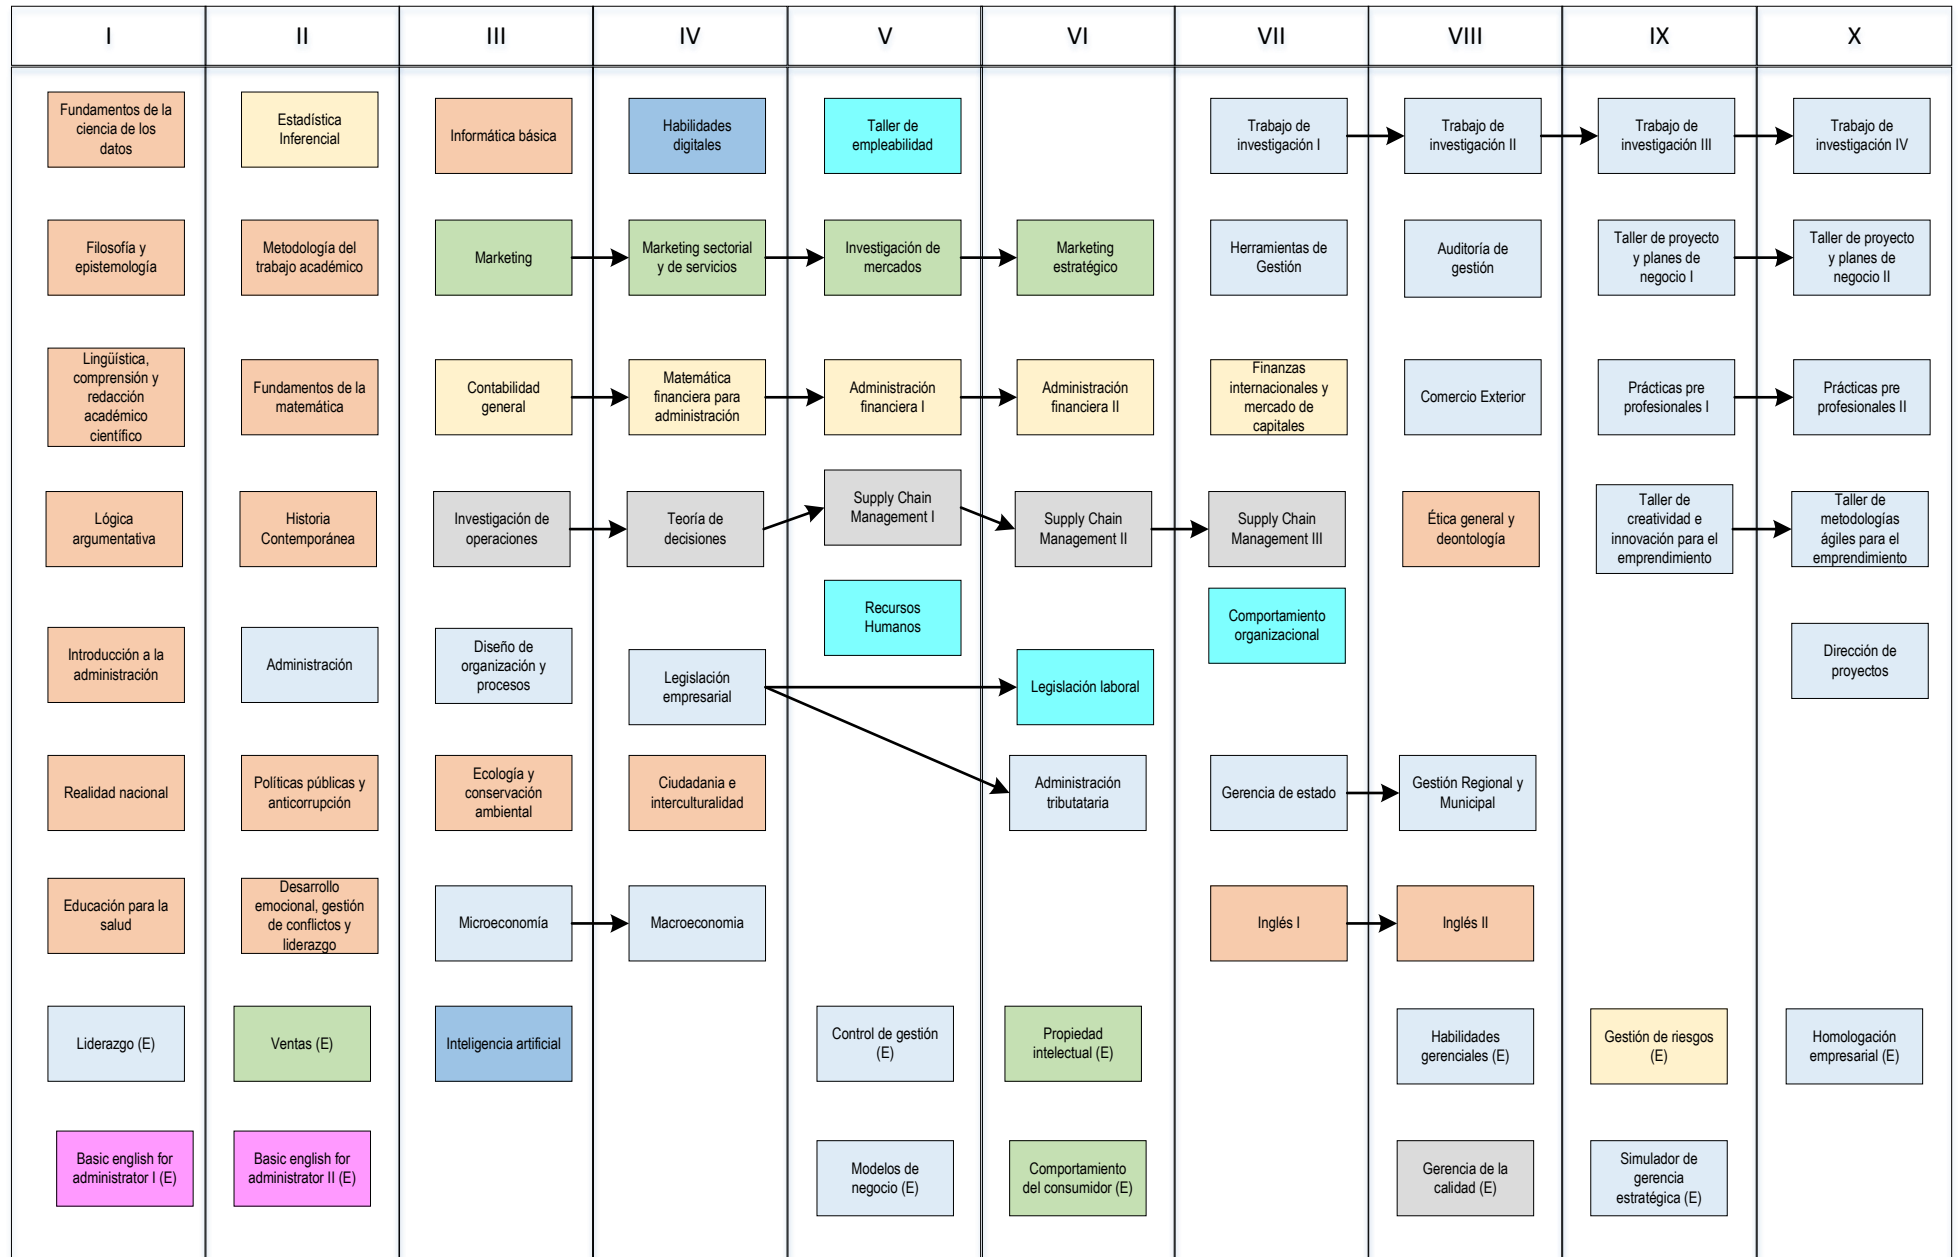 I
II
III
IV
V
VI
VII
VIII
IX
X
Fundamentos de la
ciencia de los
datos
Estadística
Inferencial
Informática básica
Habilidades
digitales
Taller de
empleabilidad
Trabajo de
investigación I
Trabajo de
investigación II
Trabajo de
investigación III
Trabajo de
investigación IV
Filosofía y
epistemología
Metodología del
trabajo académico
Marketing
Marketing sectorial
y de servicios
Investigación de
mercados
Marketing
estratégico
Herramientas de
Gestión
Auditoría de
gestión
Taller de proyecto
y planes de
negocio I
Taller de proyecto
y planes de
negocio II
Lingüística,
comprensión y
redacción
académico
científico
Fundamentos de la
matemática
Contabilidad
general
Matemática
financiera para
administración
Administración
financiera I
Administración
financiera II
Finanzas
internacionales y
mercado de
capitales
Comercio Exterior
Prácticas pre
profesionales I
Prácticas pre
profesionales II
Lógica
argumentativa
Historia
Contemporánea
Investigación de
operaciones
Teoría de
decisiones
Supply Chain
Management I
Supply Chain
Management II
Supply Chain
Management III
Ética general y
deontología
Taller de
creatividad e
innovación para el
emprendimiento
Taller de
metodologías
ágiles para el
emprendimiento
Introducción a la
administración
Administración
Diseño de
organización y
procesos
Legislación
empresarial
Recursos
Humanos
Legislación laboral
Comportamiento
organizacional
Dirección de
proyectos
Realidad nacional
Políticas públicas y
anticorrupción
Ecología y
conservación
ambiental
Ciudadania e
interculturalidad
Administración
tributataria
Gerencia de estado
Gestión Regional y
Municipal
Educación para la
salud
Desarrollo
emocional, gestión
de conflictos y
liderazgo
Microeconomía
Macroeconomia
Inglés I
Inglés II
Liderazgo (E)
Ventas (E)
Inteligencia artificial
Control de gestión
(E)
Propiedad
intelectual (E)
Habilidades
gerenciales (E)
Gestión de riesgos
(E)
Homologación
empresarial (E)
Basic english for
administrator I (E)
Basic english for
administrator II (E)
Modelos de
negocio (E)
Comportamiento
del consumidor (E)
Gerencia de la
calidad (E)
Simulador de
gerencia
estratégica (E)